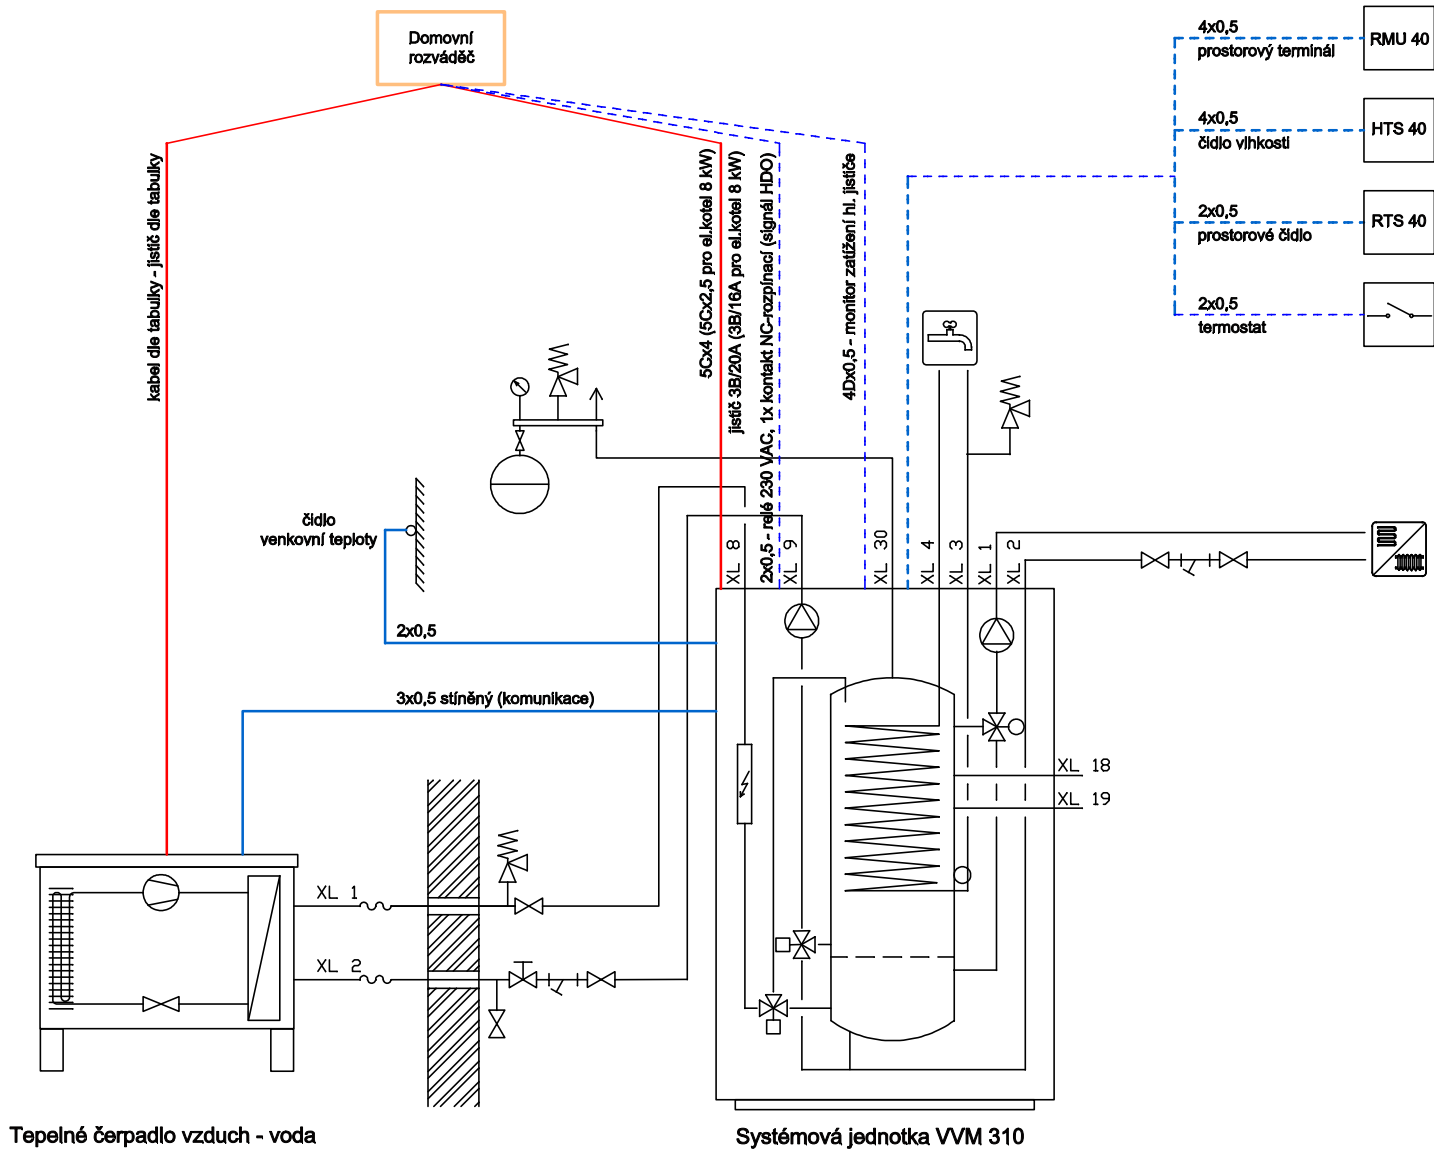 Domovní
rozváděč
4x0,5
prostorový terminál
RMU 40
4x0,5
čidlo vlhkosti
HTS 40
2x0,5
prostorové čidlo
RTS 40
2x0,5
termostat
kabel dle tabulky - jistič dle tabulky
5Cx4 (5Cx2,5 pro el.kotel 8 kW)
jistič 3B/20A (3B/16A pro el.kotel 8 kW)
2x0,5 - relé 230 VAC, 1x kontakt NC-rozpínací (signál HDO)
4Dx0,5 - monitor zatížení hl. jističe
čidlo
venkovní teploty
XL 8
XL 9
XL 30
XL 4
XL 3
XL 1
XL 2
2x0,5
3x0,5 stíněný (komunikace)
XL 18
XL 19
XL 1
XL 2
Tepelné čerpadlo vzduch - voda
Systémová jednotka VVM 310